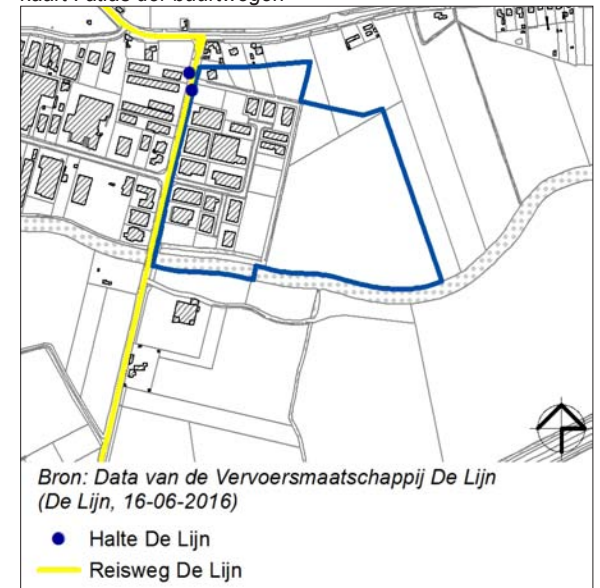 Bron: Data van de Vervoersmaatschappij De Lijn
(De Lijn, 16-06-2016)
Halte De Lijn
Reisweg De Lijn